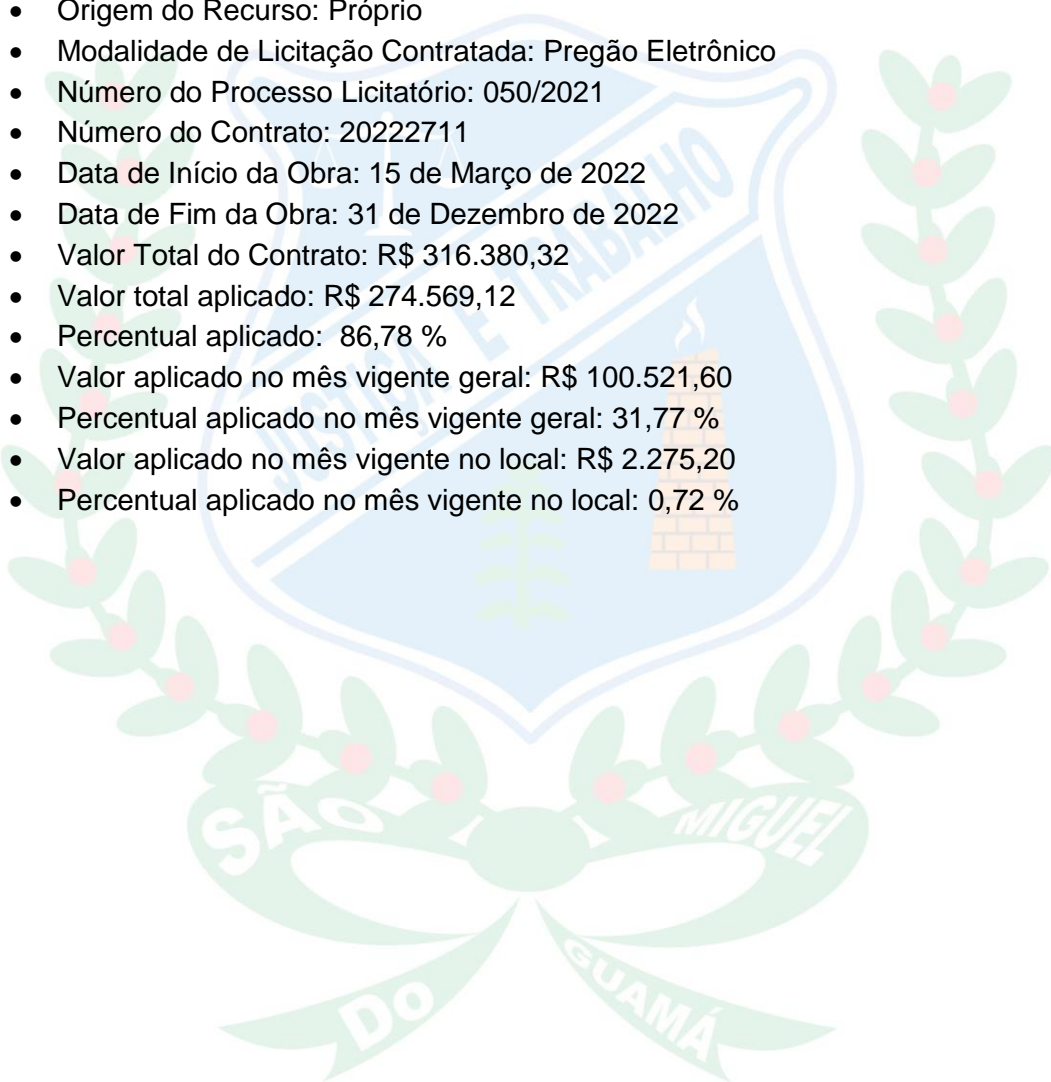 • Origem do Recurso: Próprio
• Modalidade de Licitação Contratada: Pregão Eletrônico
• Número do Processo Licitatório: 050/2021
• Número do Contrato: 20222711
• Data de Início da Obra: 15 de Março de 2022
• Data de Fim da Obra: 31 de Dezembro de 2022
• Valor Total do Contrato: R$ 316.380,32
• Valor total aplicado: R$ 274.569,12
• Percentual aplicado: 86,78 %
• Valor aplicado no mês vigente geral: R$ 100.521,60
• Percentual aplicado no mês vigente geral: 31,77 %
• Valor aplicado no mês vigente no local: R$ 2.275,20
• Percentual aplicado no mês vigente no local: 0,72 %
JUSTIÇA E TRABALHO
SÃO MIGUEL
DO GUAMÁ